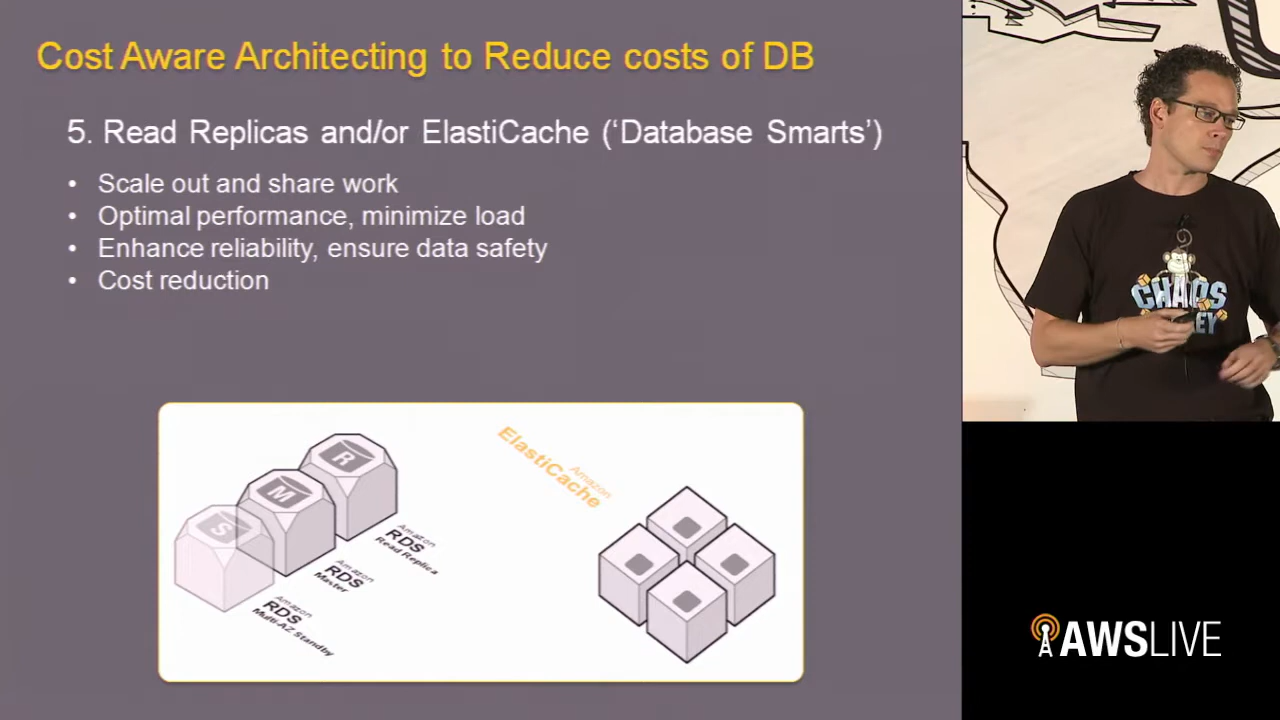 Cost Aware Architecting to Reduce costs of DB
5. Read Replicas and/or ElastiCache (‘Database Smarts’)
• Scale out and share work
• Optimal performance, minimize load
• Enhance reliability, ensure data safety
• Cost reduction
R
M
S
Amazon
RDS
Read Replica
Amazon
RDS
Master
Amazon
RDS
Multi-AZ Standby
Amazon
ElastiCache
CHAOS
EY
AWSLIVE